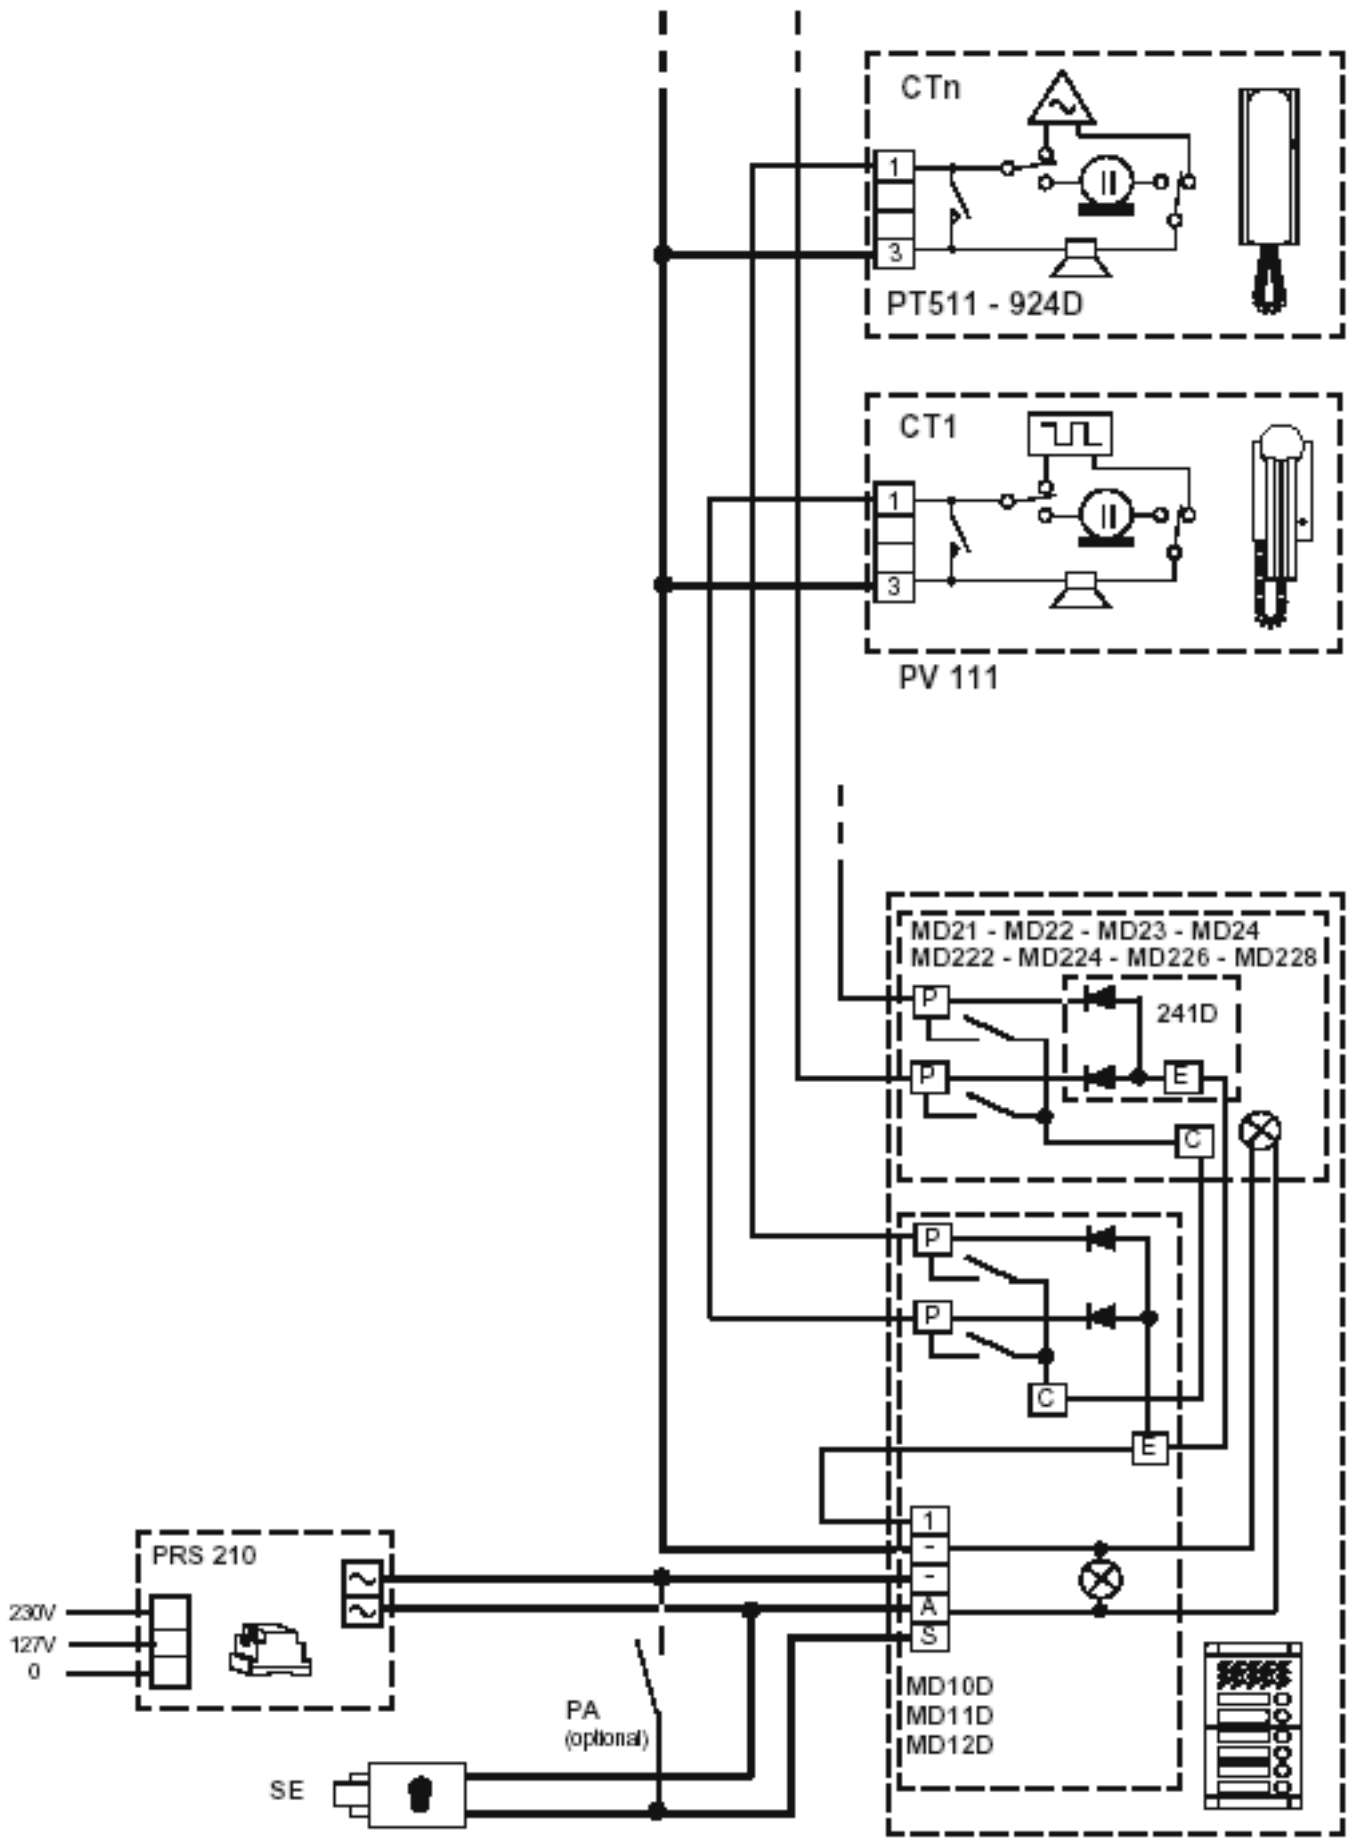 CTn
1
3
PT511 - 924D
CT1
1
3
PV 111
MD21 - MD22 - MD23 - MD24
MD222 - MD224 - MD226 - MD228
P
241D
P
E
C
P
P
C
E
1
-
-
A
S
PRS 210
230V
127V
0
MD10D
MD11D
MD12D
PA
(optional)
SE